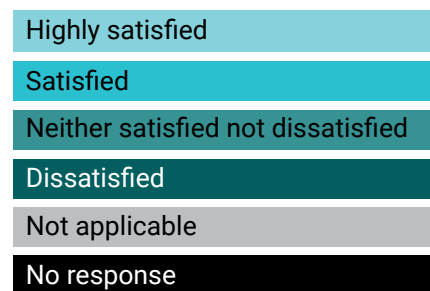 Highly satisfied
Satisfied
Neither satisfied not dissatisfied
Dissatisfied
Not applicable
No response